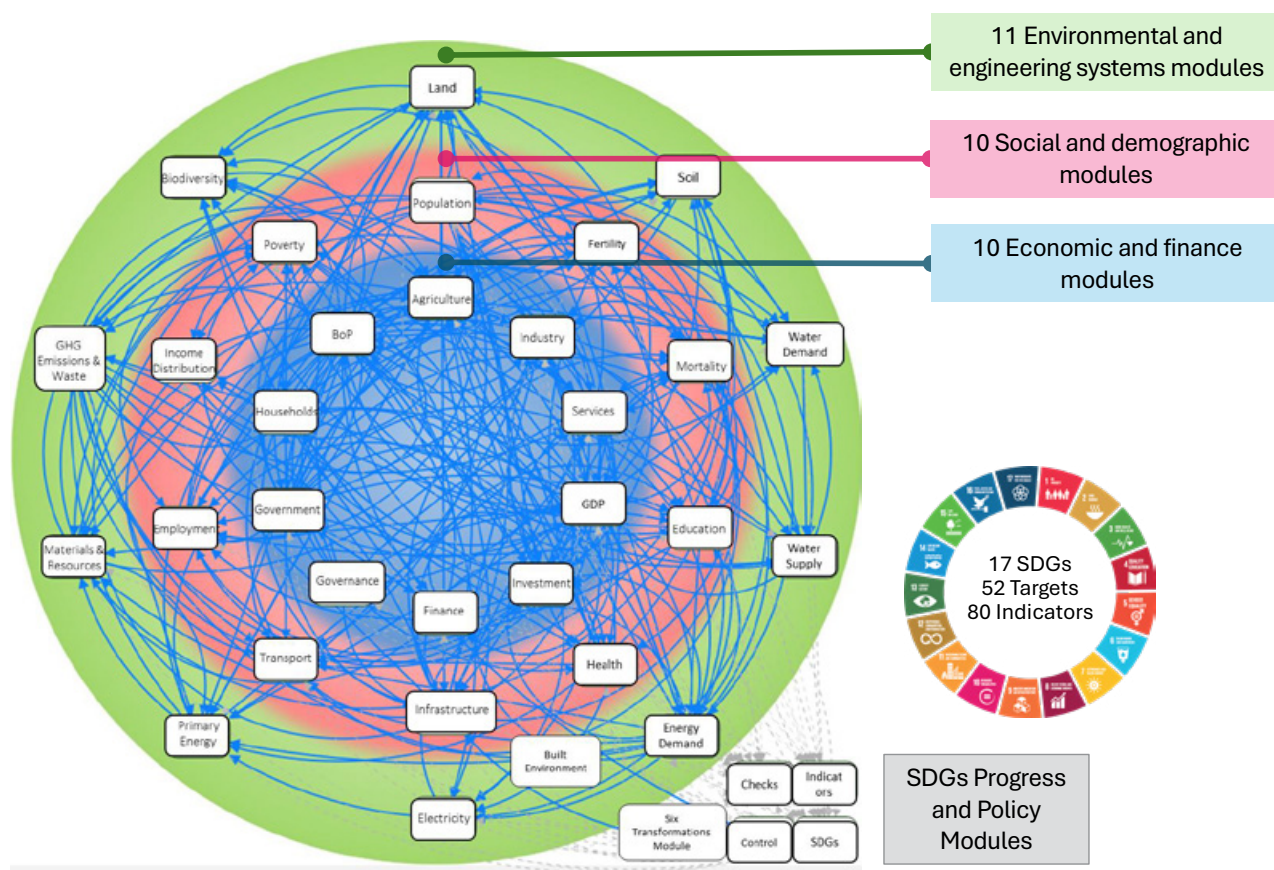 11 Environmental and
engineering systems modules
10 Social and demographic
modules
10 Economic and finance
modules
Land
Biodiversity
Soil
Population
Poverty
Fertility
Agriculture
BoP
Industry
Water
Demand
GHG
Emissions &
Waste
Income
Distribution
Mortality
Households
Services
Government
GDP
Employmen
Education
Materials &
Resources
Water
Supply
Governance
Investment
Finance
Transport
Health
Infrastructure
Primary
Energy
Energy
Demand
Built
Environment
Electricity
Six
Transformations
Module
Checks
Indicat
ors
Control
SDGs
17 SDGs
52 Targets
80 Indicators
SDGs Progress
and Policy
Modules